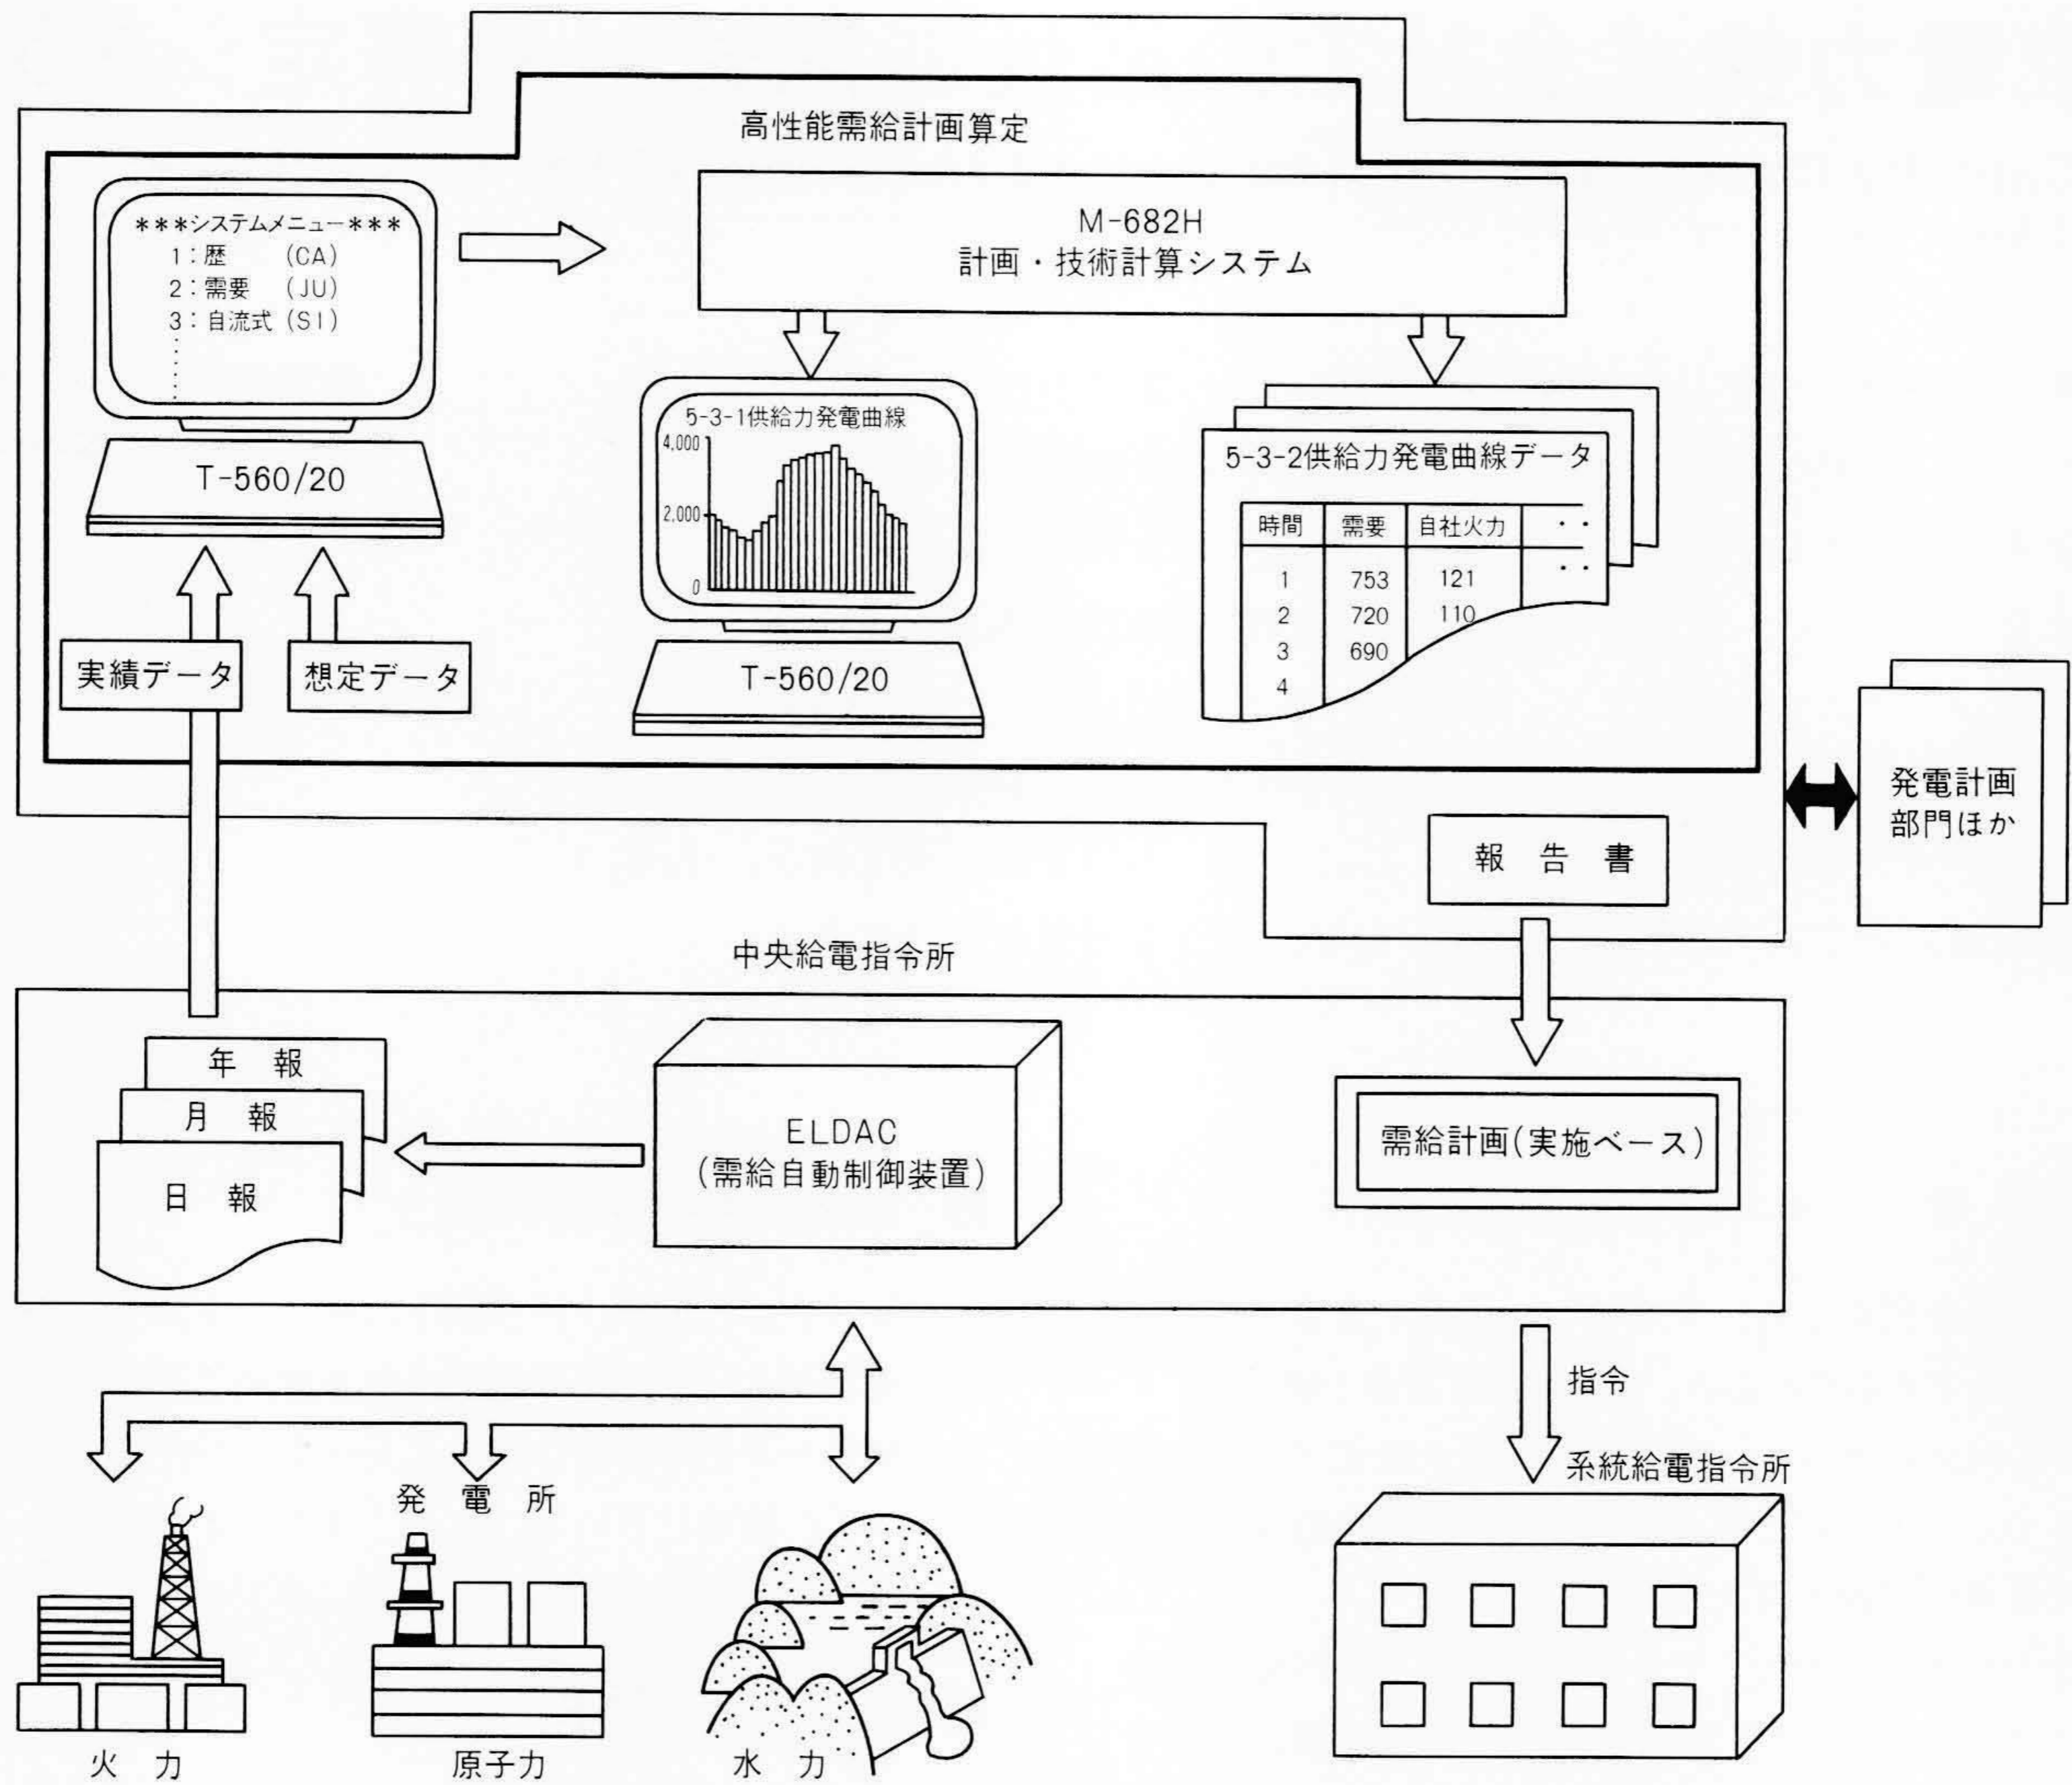 高性能需給計画算定
***システムメニュー***
1：歴 (CA)
2：需要 (JU)
3：自流式 (SI)
T-560/20
M-682H
計画・技術計算システム
5-3-1供給力発電曲線
4,000
2,000
0
T-560/20
5-3-2供給力発電曲線データ
時間 需要 自社火力 ・・
1 753 121 ・・
2 720 110
3 690
4
実績データ
想定データ
発電計画
部門ほか
報告書
中央給電指令所
年報
月報
日報
ELDAC
(需給自動制御装置)
需給計画(実施ベース)
指令
系統給電指令所
発電所
火力
原子力
水力